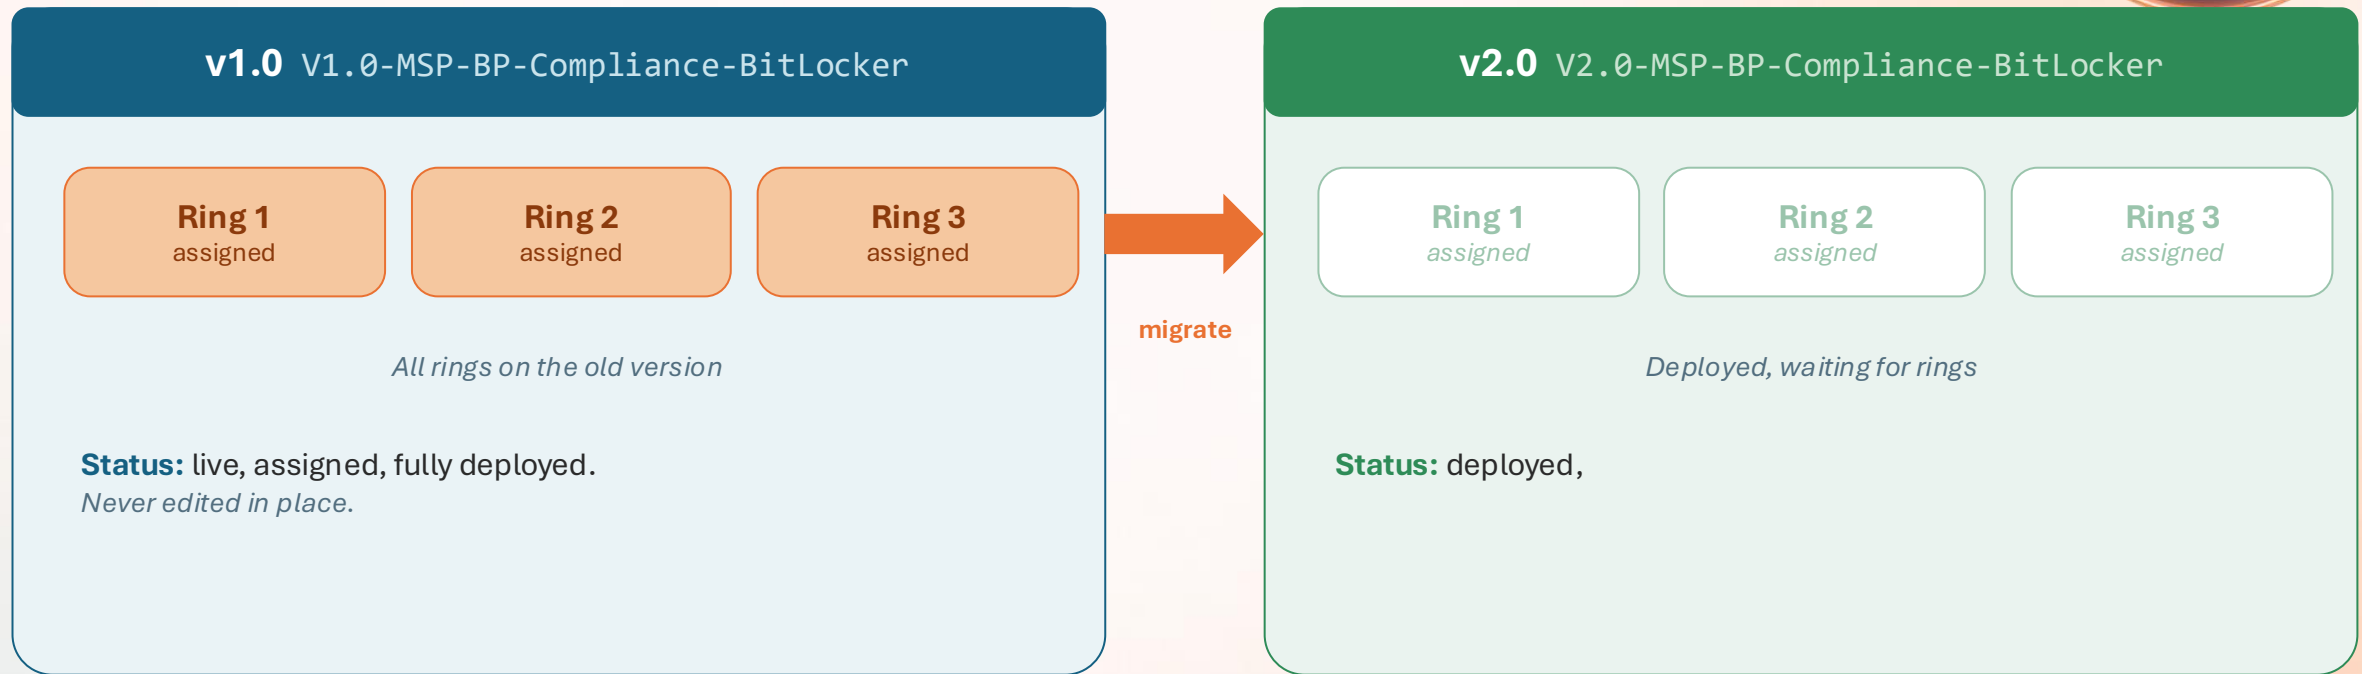 v1.0 V1.0-MSP-BP-Compliance-BitLocker
Ring 1
assigned
Ring 2
assigned
Ring 3
assigned
All rings on the old version
Status: live, assigned, fully deployed.
Never edited in place.
migrate
v2.0 V2.0-MSP-BP-Compliance-BitLocker
Ring 1
assigned
Ring 2
assigned
Ring 3
assigned
Deployed, waiting for rings
Status: deployed,